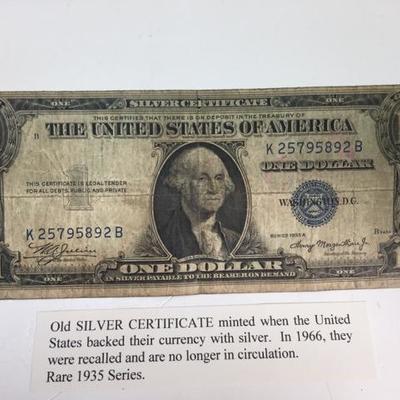 ONE SILVER CERTIFICATE ONE
THIS CERTIFIES THAT THERE IS ON DEPOSIT IN THE TREASURY OF
B THE UNITED STATES OF AMERICA
K 25795892 B
ONE DOLLAR
THIS CERTIFICATE IS LEGAL TENDER
FOR ALL DEBTS, PUBLIC AND PRIVATE
WASHINGTON, D.C.
K 25795892 B
SERIES 1935 A
ONE DOLLAR
IN SILVER PAYABLE TO THE BEARER ON DEMAND
Old SILVER CERTIFICATE minted when the United
States backed their currency with silver. In 1966, they
were recalled and are no longer in circulation.
Rare 1935 Series.